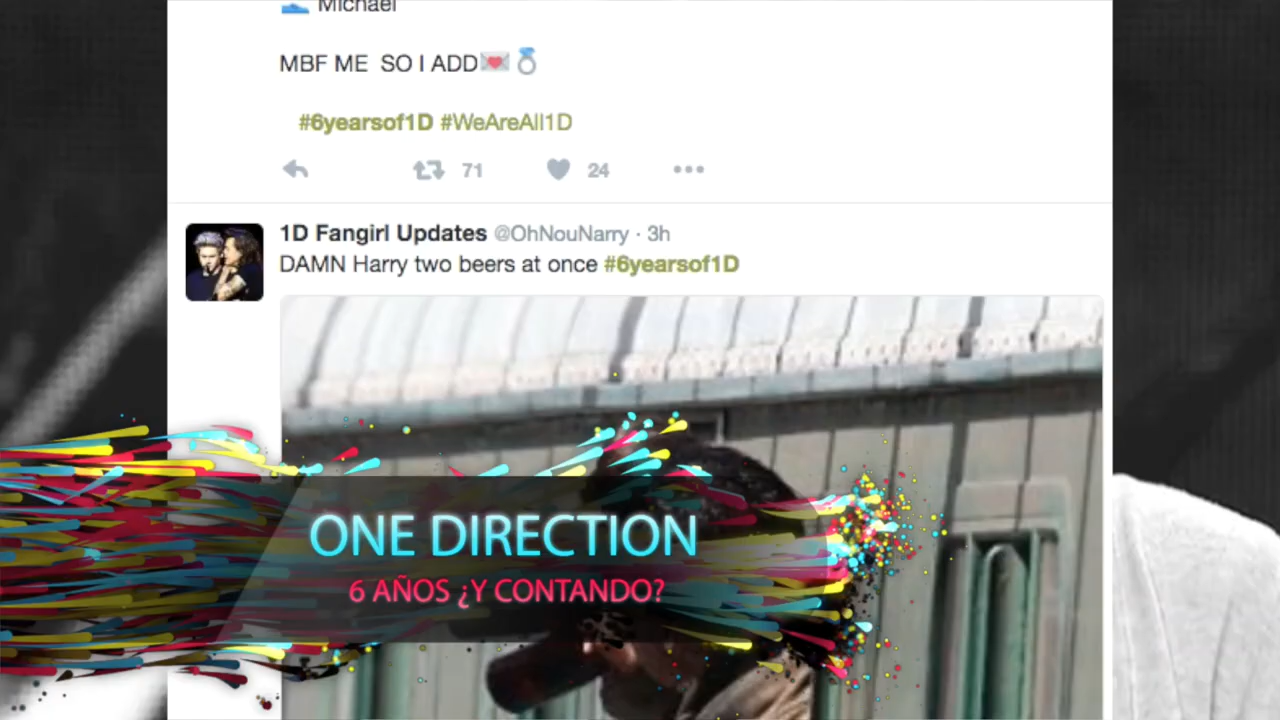 Michael
MBF ME SO I ADD💌💍
#6yearsof1D #WeAreAll1D
71 24
1D Fangirl Updates @OhNouNarry · 3h
DAMN Harry two beers at once #6yearsof1D
ONE DIRECTION
6 AÑOS ¿Y CONTANDO?